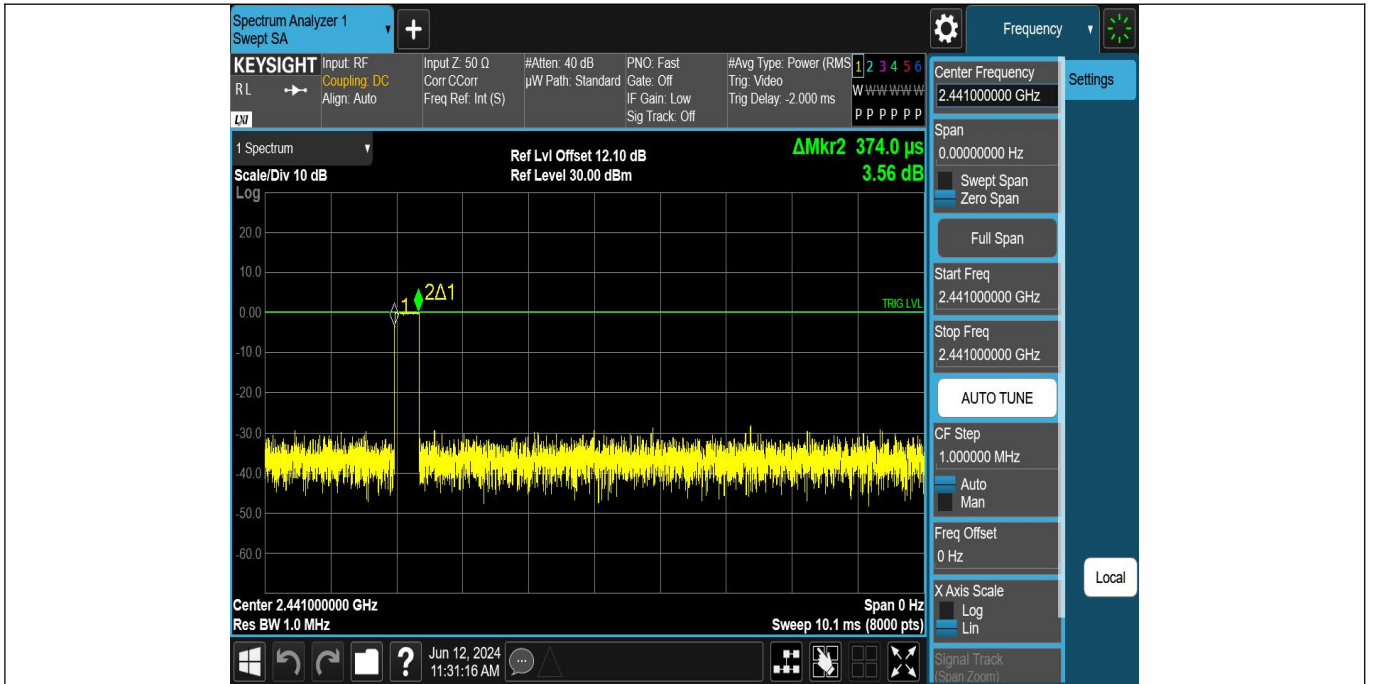 Spectrum Analyzer 1
Swept SA
+
Frequency
KEYSIGHT
RL
LXI
Input: RF
Coupling: DC
Align: Auto
Input Z: 50 Ω
Corr CCorr
Freq Ref: Int (S)
#Atten: 40 dB
µW Path: Standard
PNO: Fast
Gate: Off
IF Gain: Low
Sig Track: Off
#Avg Type: Power (RMS
Trig: Video
Trig Delay: -2.000 ms
1 2 3 4 5 6
W W W W W W
P P P P P P
Center Frequency
2.441000000 GHz
Settings
1 Spectrum
Scale/Div 10 dB
Ref Lvl Offset 12.10 dB
Ref Level 30.00 dBm
ΔMkr2 374.0 µs
3.56 dB
Span
0.00000000 Hz
Swept Span
Zero Span
Full Span
Start Freq
2.441000000 GHz
Stop Freq
2.441000000 GHz
AUTO TUNE
CF Step
1.000000 MHz
Auto
Man
Freq Offset
0 Hz
X Axis Scale
Log
Lin
Signal Track
(Span Zoom)
Local
Log
20.0
10.0
0.00
-10.0
-20.0
-30.0
-40.0
-50.0
-60.0
1
2Δ1
TRIG LVL
Center 2.441000000 GHz
Res BW 1.0 MHz
Span 0 Hz
Sweep 10.1 ms (8000 pts)
?
Jun 12, 2024
11:31:16 AM